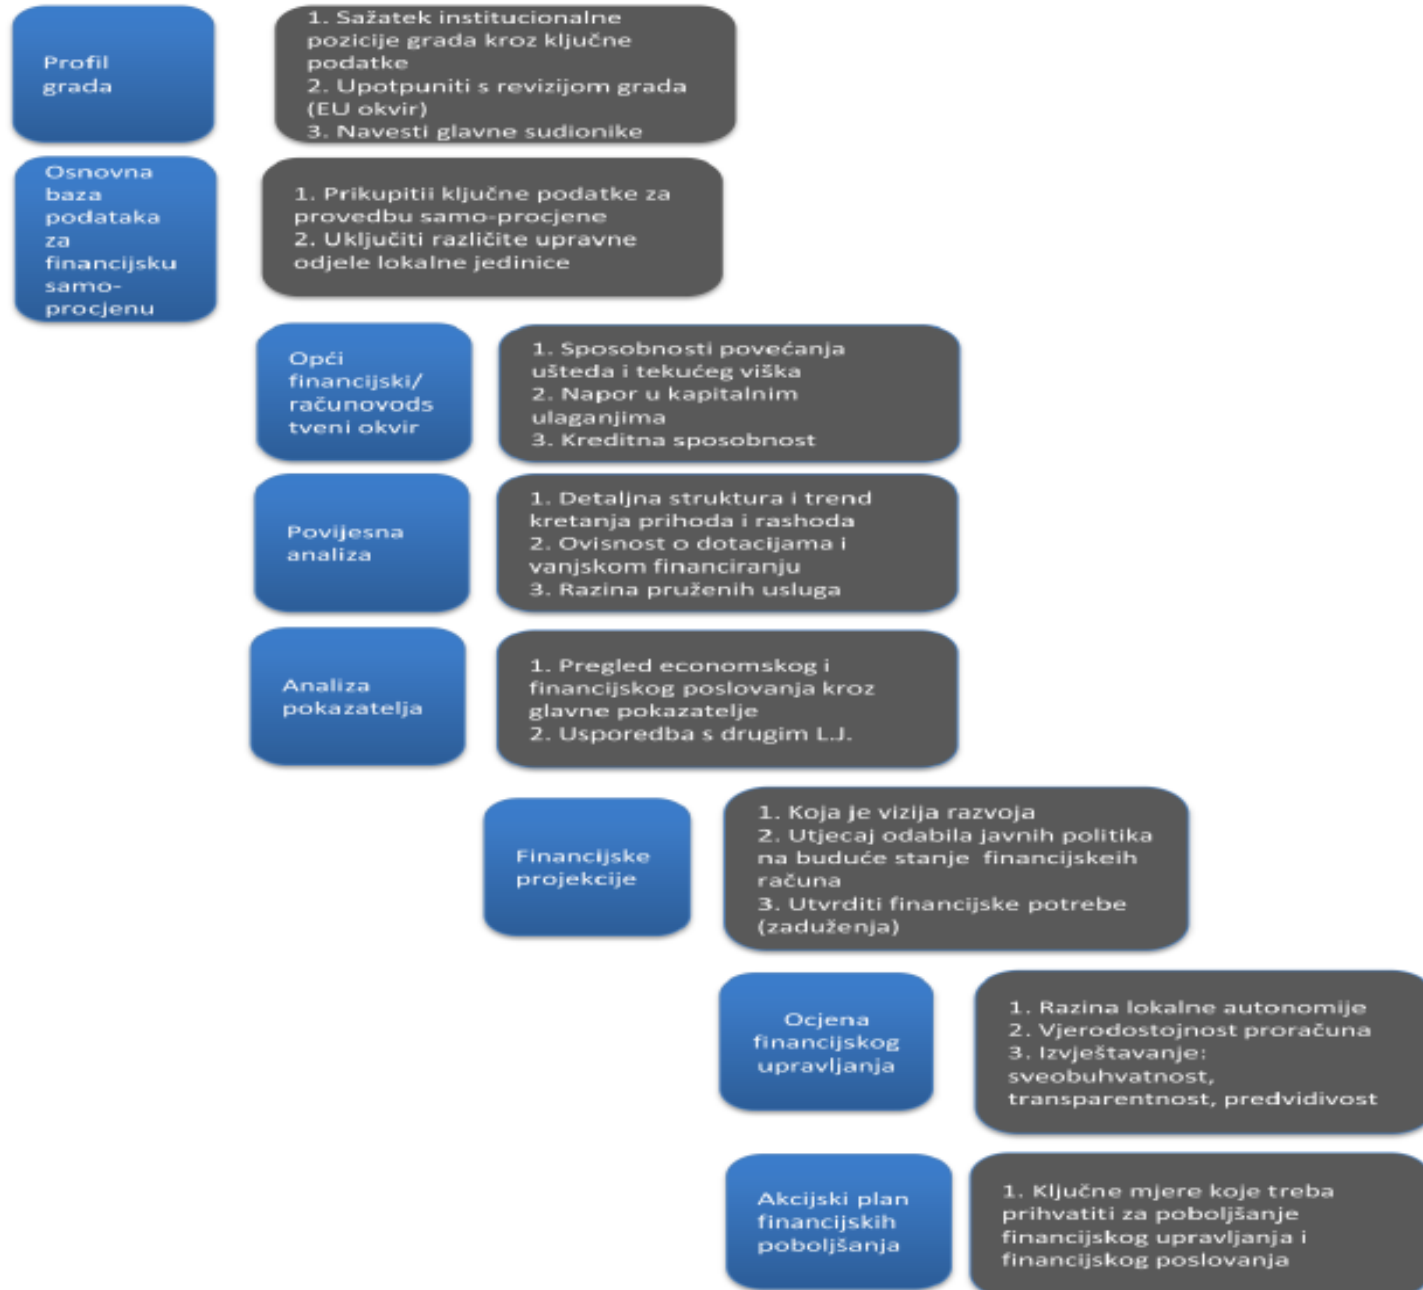 Profil
grada
1. Sažatek institucionalne
pozicije grada kroz ključne
podatke
2. Upotpuniti s revizijom grada
(EU okvir)
3. Navesti glavne sudionike
Osnovna
baza
podataka
za
financijsku
samo-
procjenu
1. Prikupitii ključne podatke za
provedbu samo-procjene
2. Uključiti različite upravne
odjele lokalne jedinice
Opći
financijski/
računovods
tveni okvir
1. Sposobnosti povećanja
ušteda i tekućeg viška
2. Napor u kapitalnim
ulaganjima
3. Kreditna sposobnost
Povijesna
analiza
1. Detaljna struktura i trend
kretanja prihoda i rashoda
2. Ovisnost o dotacijama i
vanjskom financiranju
3. Razina pruženih usluga
Analiza
pokazatelja
1. Pregled economskog i
financijskog poslovanja kroz
glavne pokazatelje
2. Usporedba s drugim L.J.
Financijske
projekcije
1. Koja je vizija razvoja
2. Utjecaj odabila javnih politika
na buduće stanje financijskeih
računa
3. Utvrditi financijske potrebe
(zaduženja)
Ocjena
financijskog
upravljanja
1. Razina lokalne autonomije
2. Vjerodostojnost proračuna
3. Izvještavanje:
sveobuhvatnost,
transparentnost, predvidivost
Akcijski plan
financijskih
poboljšanja
1. Ključne mjere koje treba
prihvatiti za poboljšanje
financijskog upravljanja i
financijskog poslovanja